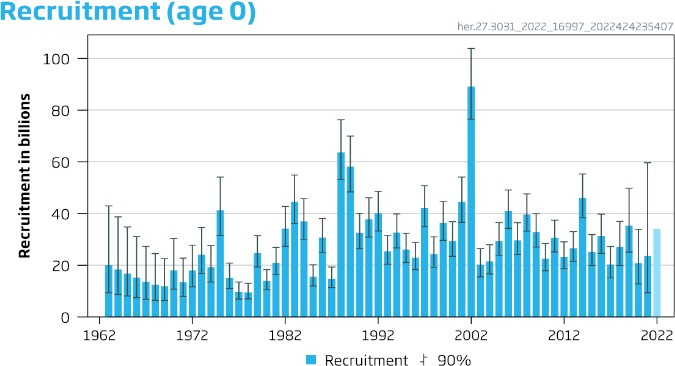 Recruitment (age 0)
her.27.3031_2022_16997_2022424235407
Recruitment in billions
100
80
60
40
20
0
1962 1972 1982 1992 2002 2012 2022
Recruitment 90%